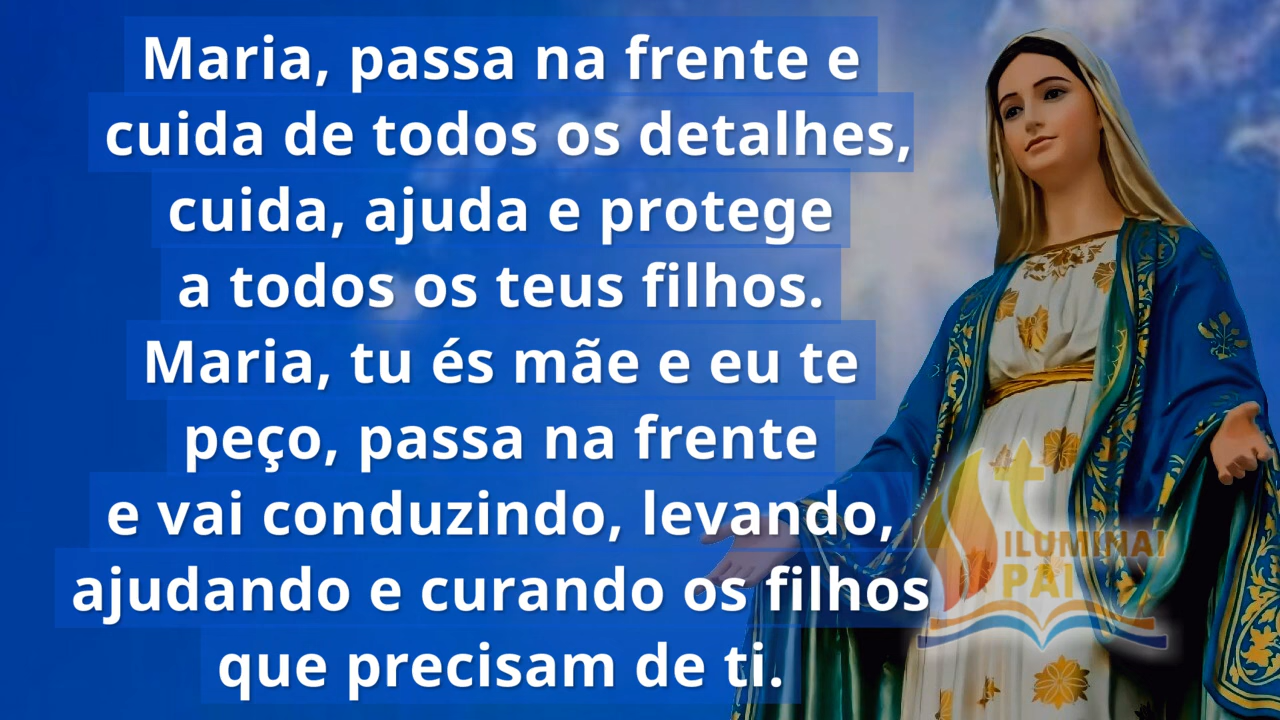 Maria, passa na frente e
cuida de todos os detalhes,
cuida, ajuda e protege
a todos os teus filhos.
Maria, tu és mãe e eu te
peço, passa na frente
e vai conduzindo, levando,
ajudando e curando os filhos
que precisam de ti.
ILUMINAI
PAI